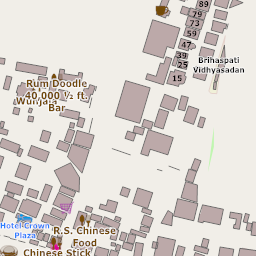 89
79
73
59
47
39
25
15
Brihaspati
Vidhyasadan
Rum Doodle
40,000 ½ ft.
Bar
Hotel Crown
Plaza
R.S. Chinese
Food
Chinese Stick